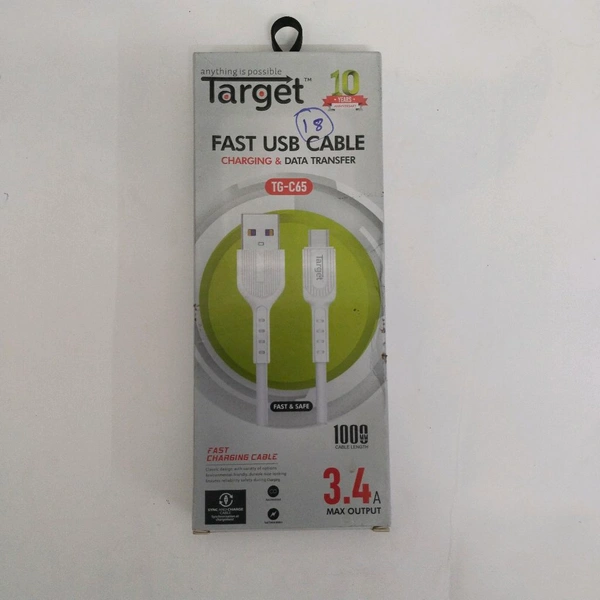 anything is possible
Target™
10
YEARS
18
FAST USB CABLE
CHARGING & DATA TRANSFER
TG-C65
Target
FAST & SAFE
1000
CABLE LENGTH
FAST
CHARGING CABLE
3.4A
MAX OUTPUT